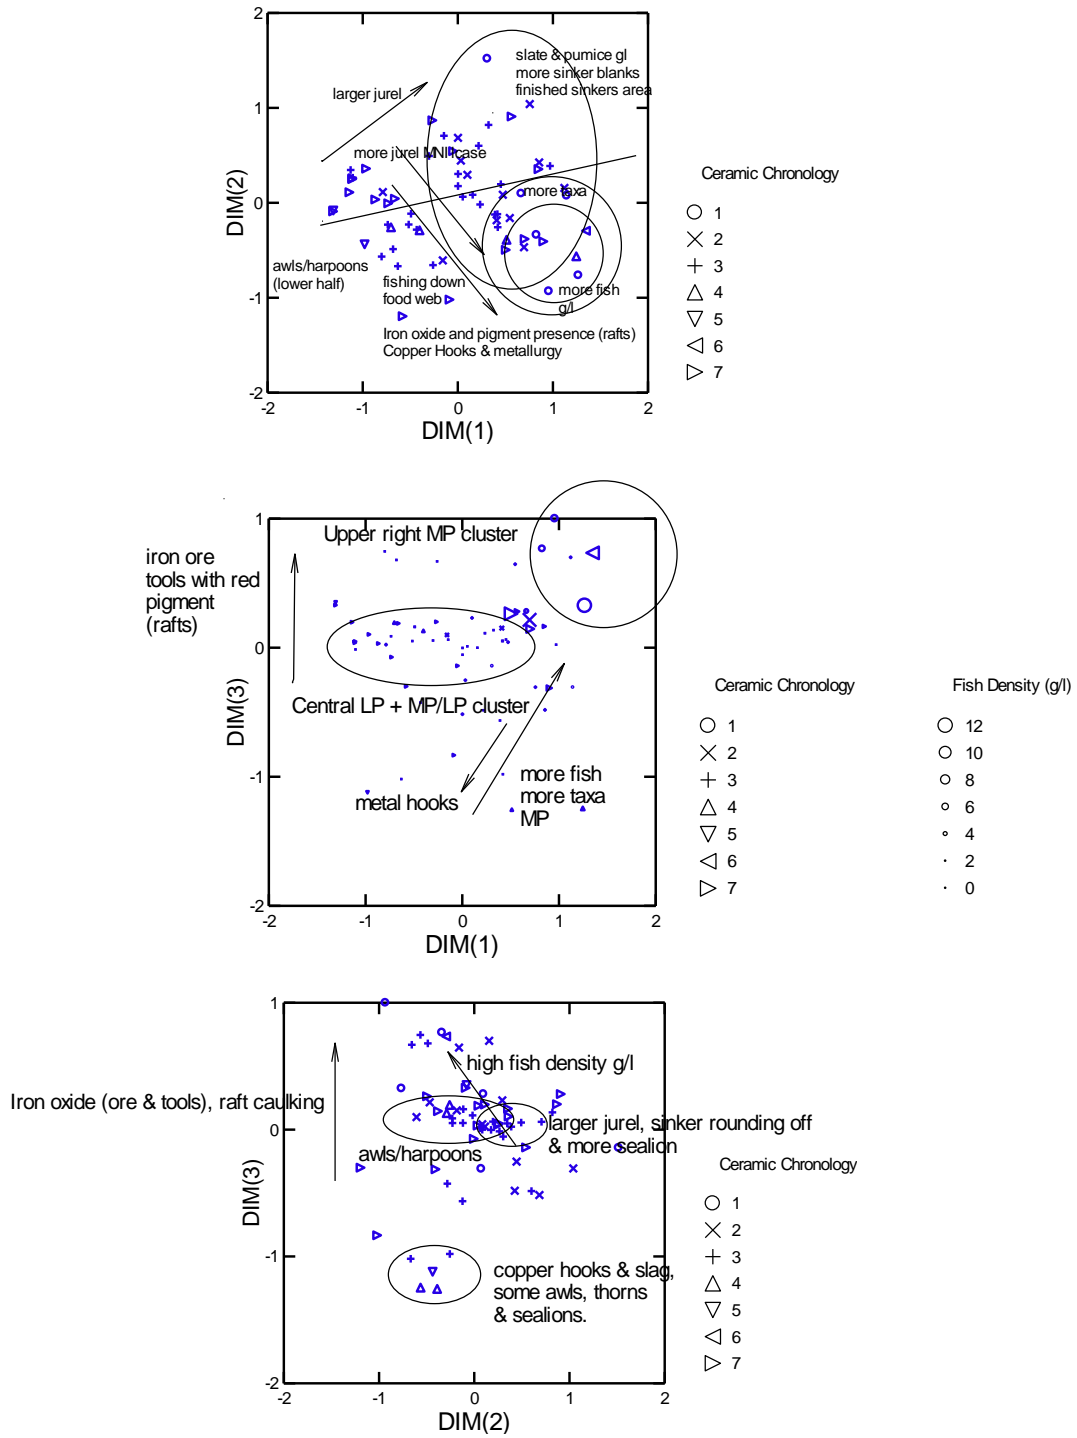 2
slate & pumice gl
more sinker blanks
finished sinkers area
larger jurel
1
more jurel MNI case
Ceramic Chronology
more taxa
DIM(2)
0
1
2
3
4
5
6
7
awls/harpoons
(lower half)
fishing down
food web
more fish
g/l
-1
Iron oxide and pigment presence (rafts)
Copper Hooks & metallurgy
-2
-2
-1
0
1
2
DIM(1)
1
Upper right MP cluster
iron ore
tools with red
pigment
(rafts)
0
Central LP + MP/LP cluster
DIM(3)
-1
metal hooks
more fish
more taxa
MP
-2
-2
-1
0
1
2
DIM(1)
Ceramic Chronology
1
2
3
4
5
6
7
Fish Density (g/l)
12
10
8
6
4
2
0
1
high fish density g/l
Iron oxide (ore & tools), raft caulking
0
larger jurel, sinker rounding off
& more sealion
awls/harpoons
DIM(3)
-1
copper hooks & slag,
some awls, thorns
& sealions.
-2
-2
-1
0
1
2
DIM(2)
Ceramic Chronology
1
2
3
4
5
6
7